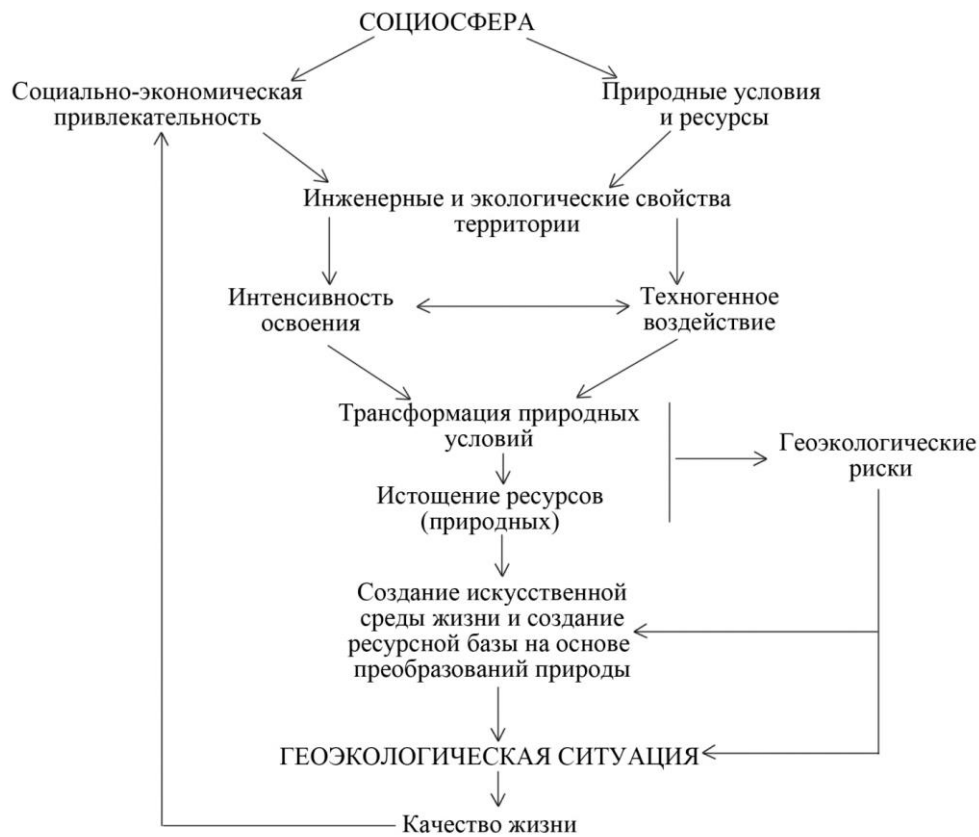 СОЦИОСФЕРА
Социально-экономическая
привлекательность
Природные условия
и ресурсы
Инженерные и экологические свойства
территории
Интенсивность
освоения
Техногенное
воздействие
Трансформация природных
условий
Геоэкологические
риски
Истощение ресурсов
(природных)
Создание искусственной
среды жизни и создание
ресурсной базы на основе
преобразований природы
ГЕОЭКОЛОГИЧЕСКАЯ СИТУАЦИЯ
Качество жизни